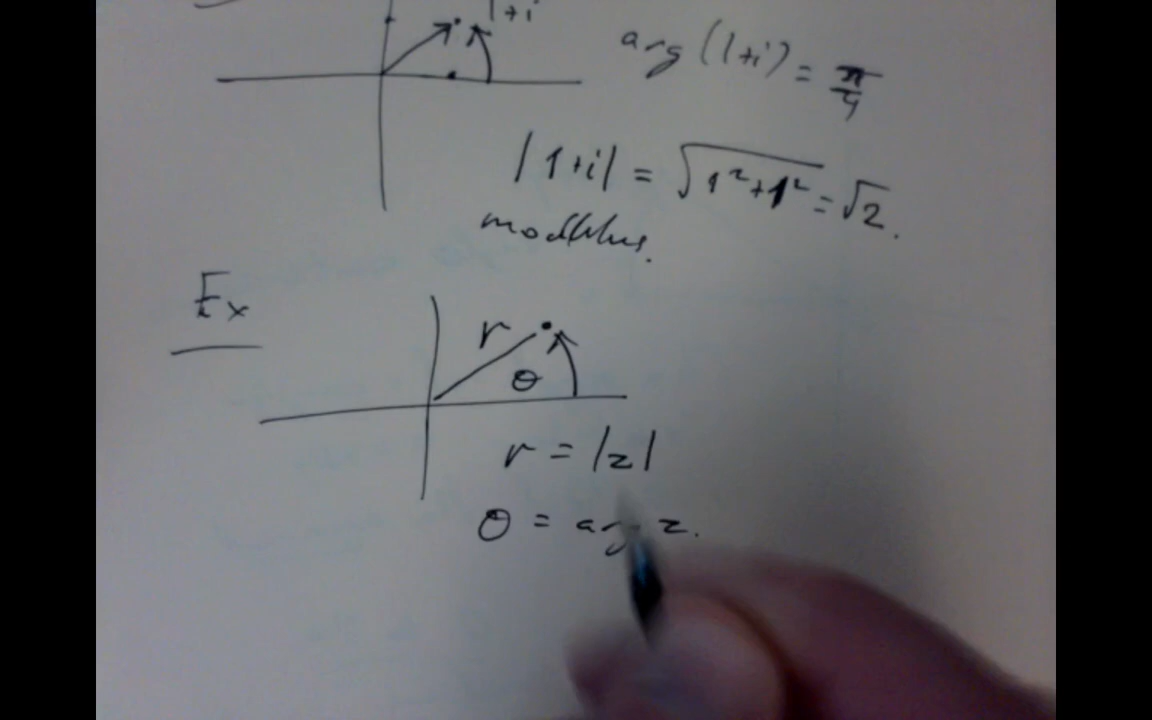 1+i
arg (1+i) = π/4
|1+i| = √1²+1² = √2.
modulus.
Ex
r
θ
r = |z|
θ = arg z.